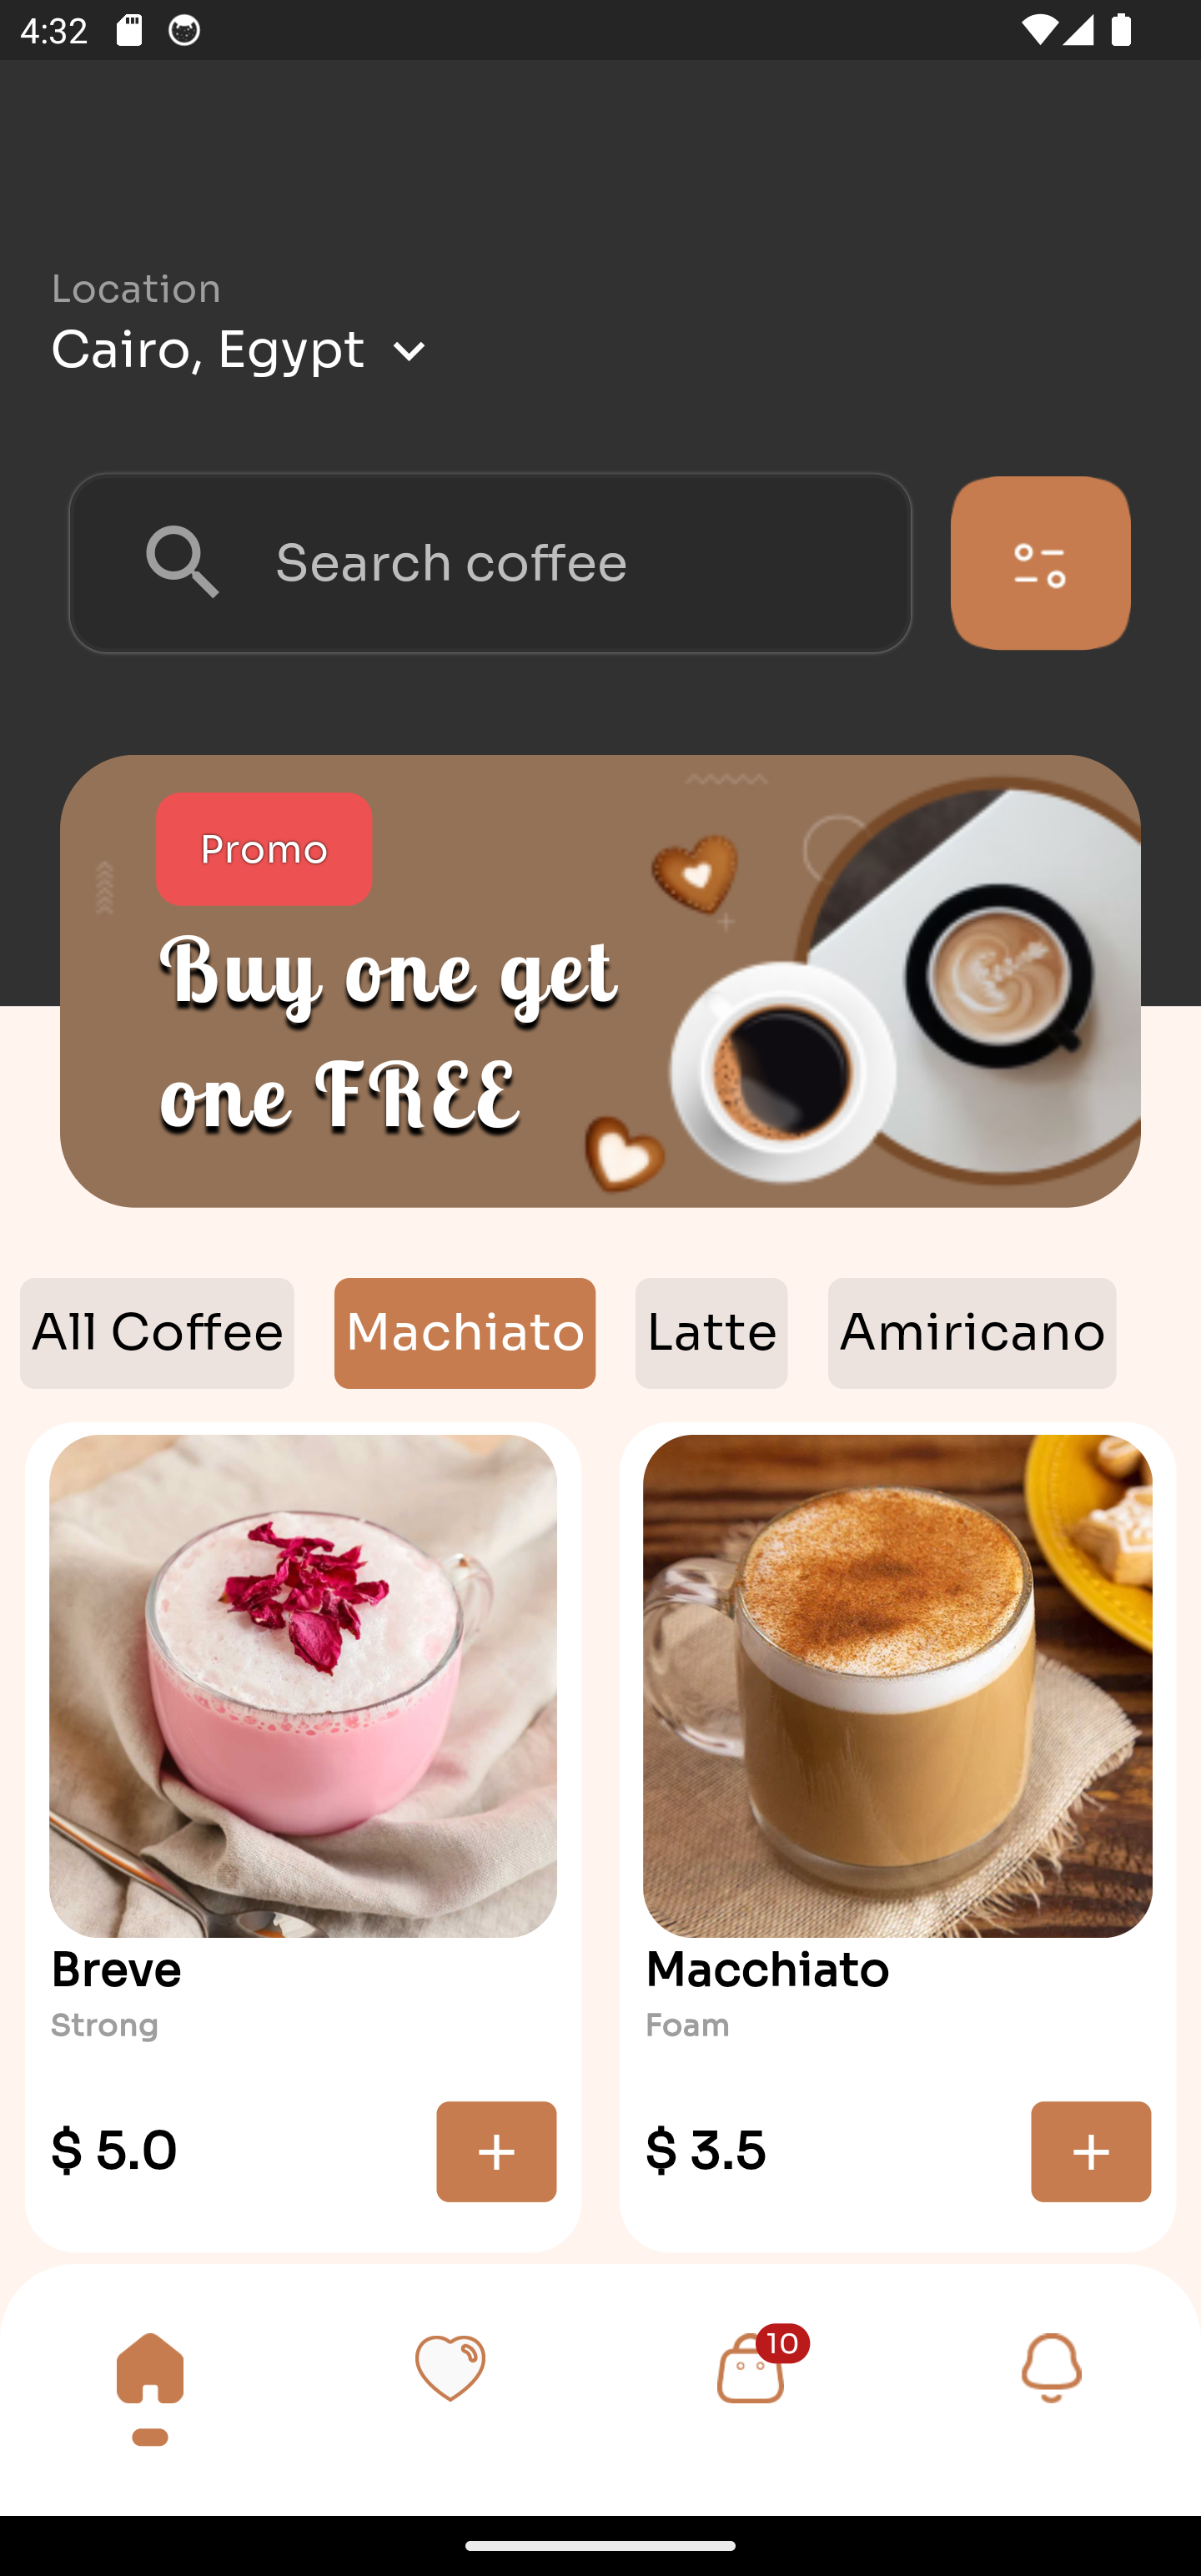 4:32
Location
Cairo, Egypt
Search coffee
Promo
Buy one get
one FREE
All Coffee Machiato Latte Amiricano
Breve Macchiato
Strong Foam
$ 5.0 + $ 3.5 +
10